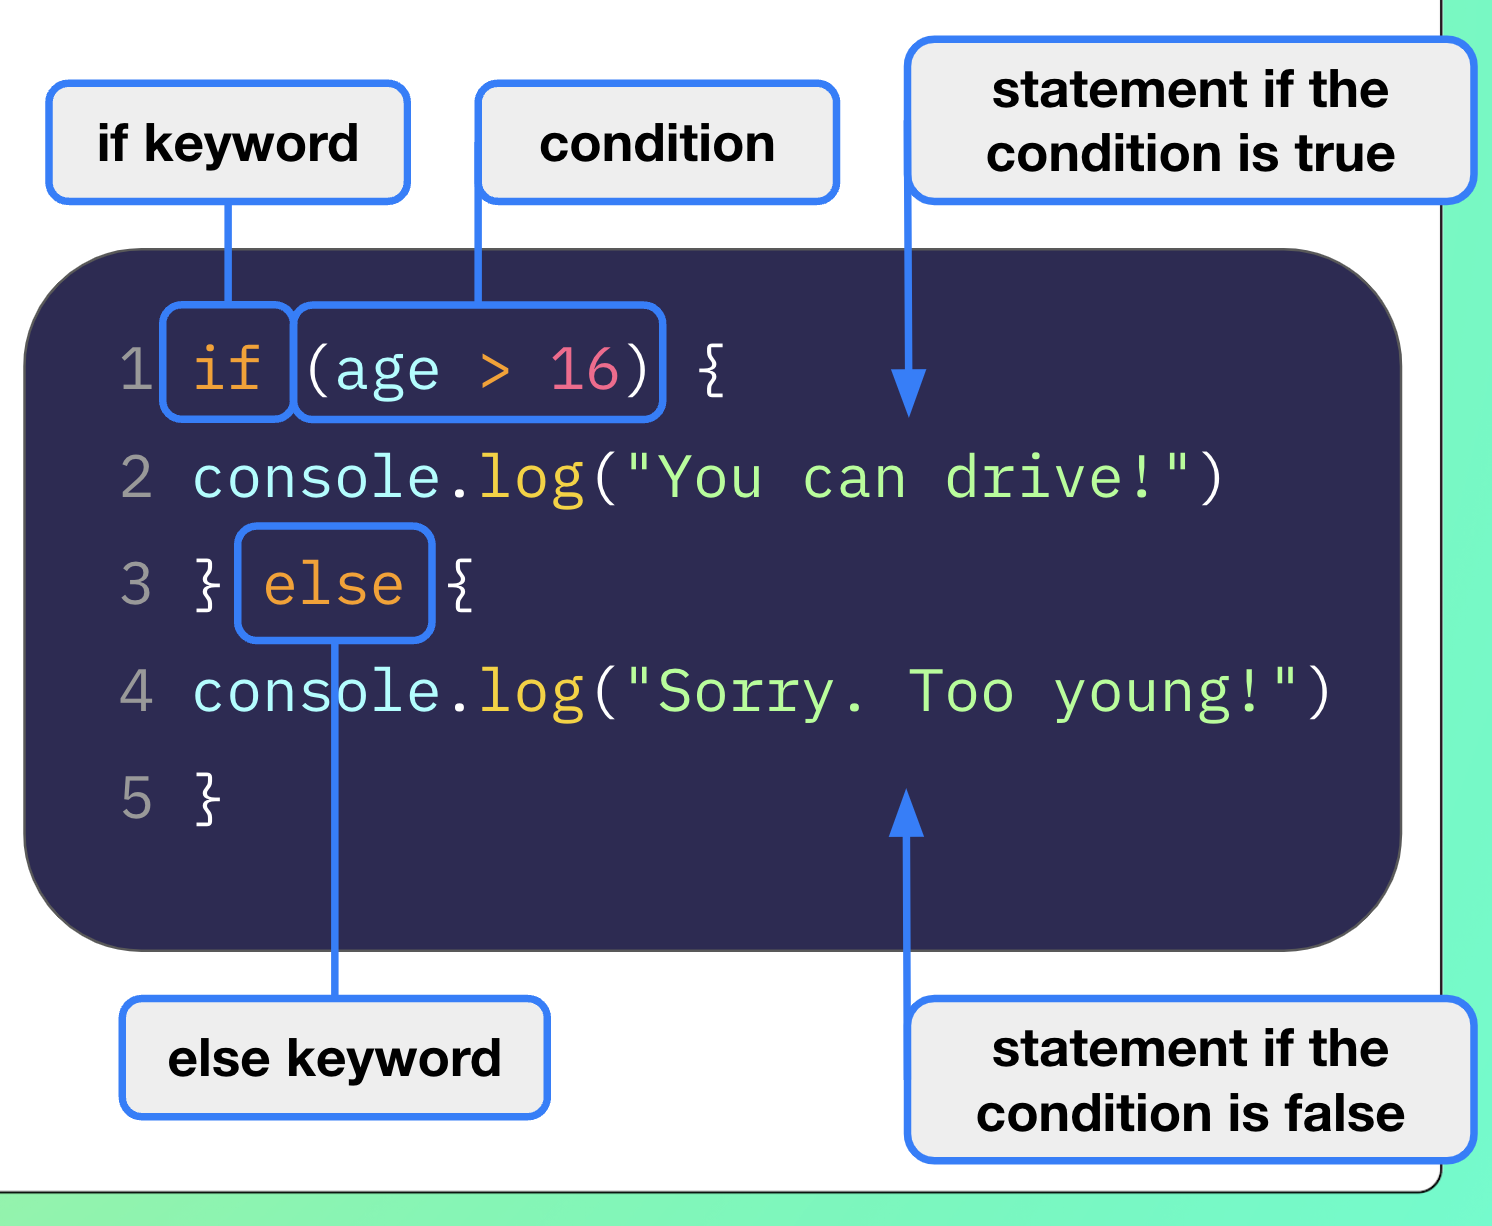 if keyword
condition
statement if the
condition is true
1 if (age > 16) {
2 console.log("You can drive!")
3 } else {
4 console.log("Sorry. Too young!")
5 }
else keyword
statement if the
condition is false